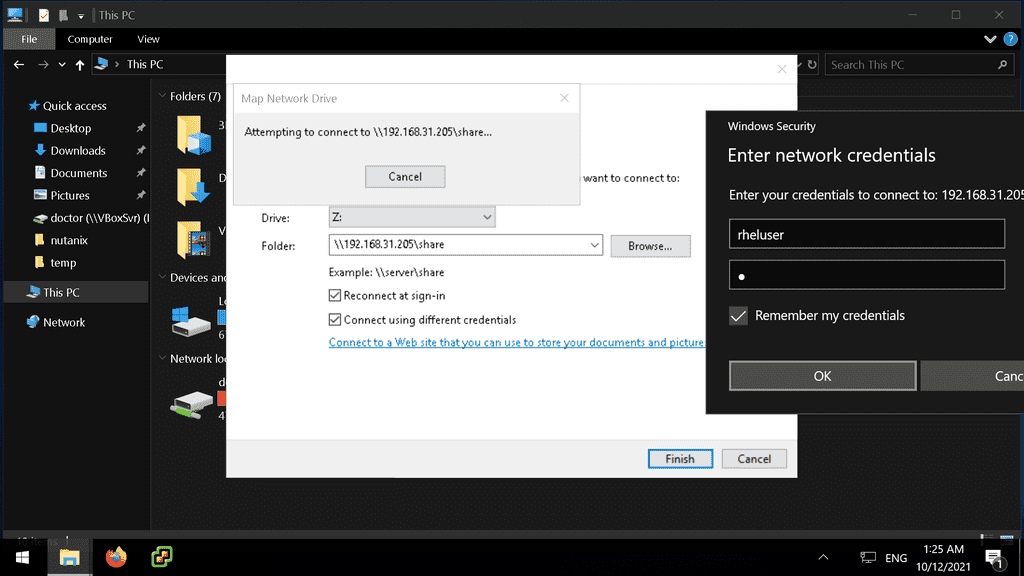 This PC
File
Computer
View
This PC
Search This PC
Quick access
Desktop
Downloads
Documents
Pictures
doctor (\\VBoxSvr) (
nutanix
temp
This PC
Network
Folders (7)
3
D
V
Devices and
Lo
6
Network loc
d
4
Map Network Drive
Attempting to connect to \\192.168.31.205\share...
Cancel
want to connect to:
Drive:
Z:
Folder:
\\192.168.31.205\share
Browse...
Example: \\server\share
Reconnect at sign-in
Connect using different credentials
Connect to a Web site that you can use to store your documents and picture
Finish
Cancel
Windows Security
Enter network credentials
Enter your credentials to connect to: 192.168.31.205
rheluser
Remember my credentials
OK
Canc
10 items
ENG
1:25 AM
10/12/2021
1